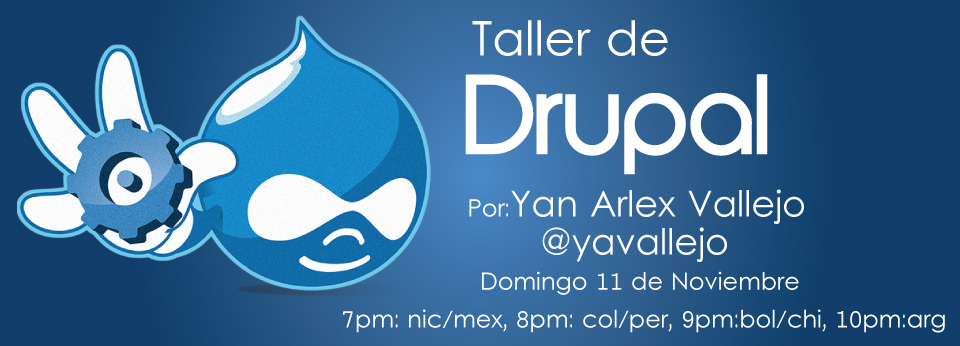 Taller de
Drupal
Por:Yan Arlex Vallejo
@yavallejo
Domingo 11 de Noviembre
7pm: nic/mex, 8pm: col/per, 9pm:bol/chi, 10pm:arg